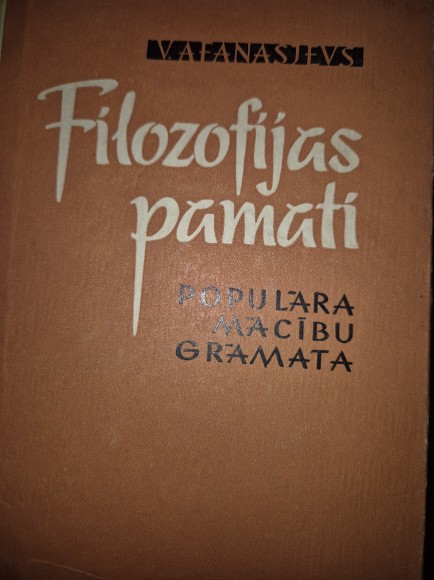 V. AFANASJEVS
Filozofijas
pamati
POPULĀRA
MĀCĪBU
GRĀMATA